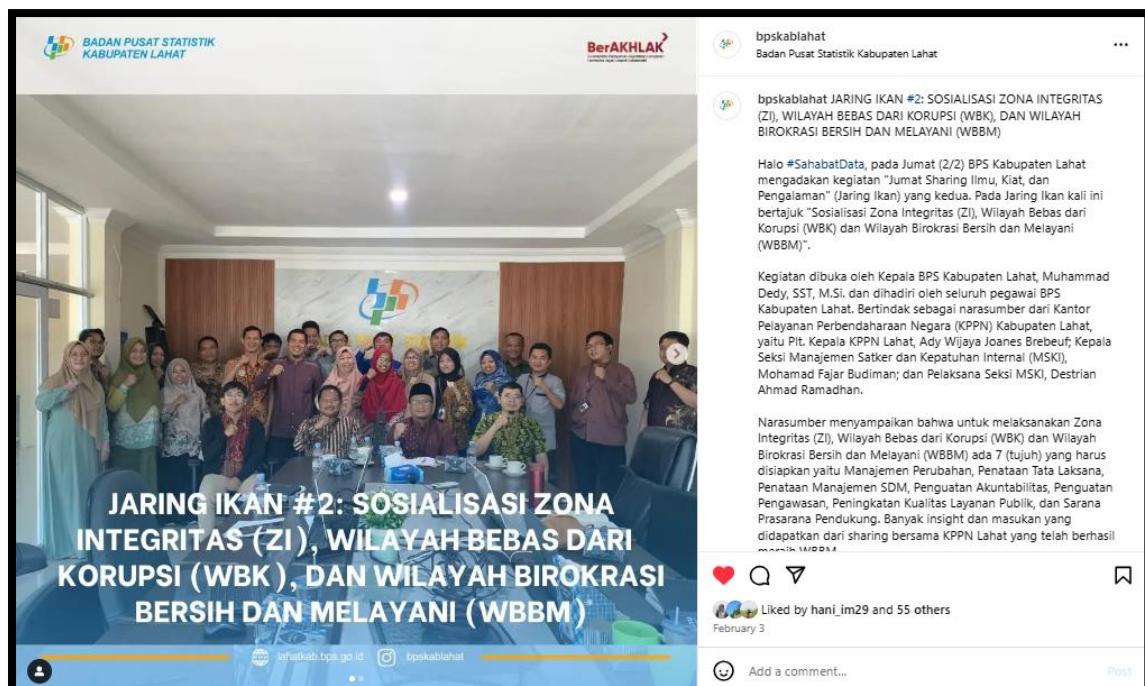 BADAN PUSAT STATISTIK
KABUPATEN LAHAT
BerAKHLAK
JARING IKAN #2: SOSIALISASI ZONA
INTEGRITAS (ZI), WILAYAH BEBAS DARI
KORUPSI (WBK), DAN WILAYAH BIROKRASI
BERSIH DAN MELAYANI (WBBM)
lahatkab.bps.go.id bpskablahat
bpskablahat
Badan Pusat Statistik Kabupaten Lahat
bpskablahat JARING IKAN #2: SOSIALISASI ZONA INTEGRITAS
(ZI), WILAYAH BEBAS DARI KORUPSI (WBK), DAN WILAYAH
BIROKRASI BERSIH DAN MELAYANI (WBBM)
Halo #SahabatData, pada Jumat (2/2) BPS Kabupaten Lahat
mengadakan kegiatan "Jumat Sharing Ilmu, Kiat, dan
Pengalaman" (Jaring Ikan) yang kedua. Pada Jaring Ikan kali ini
bertajuk "Sosialisasi Zona Integritas (ZI), Wilayah Bebas dari
Korupsi (WBK) dan Wilayah Birokrasi Bersih dan Melayani
(WBBM)".
Kegiatan dibuka oleh Kepala BPS Kabupaten Lahat, Muhammad
Dedy, SST, M.Si. dan dihadiri oleh seluruh pegawai BPS
Kabupaten Lahat. Bertindak sebagai narasumber dari Kantor
Pelayanan Perbendaharaan Negara (KPPN) Kabupaten Lahat,
yaitu Plt. Kepala KPPN Lahat, Ady Wijaya Joanes Brebeuf; Kepala
Seksi Manajemen Satker dan Kepatuhan Internal (MSKI),
Mohamad Fajar Budiman; dan Pelaksana Seksi MSKI, Destrian
Ahmad Ramadhan.
Narasumber menyampaikan bahwa untuk melaksanakan Zona
Integritas (ZI), Wilayah Bebas dari Korupsi (WBK) dan Wilayah
Birokrasi Bersih dan Melayani (WBBM) ada 7 (tujuh) yang harus
disiapkan yaitu Manajemen Perubahan, Penataan Tata Laksana,
Penataan Manajemen SDM, Penguatan Akuntabilitas, Penguatan
Pengawasan, Peningkatan Kualitas Layanan Publik, dan Sarana
Prasarana Pendukung. Banyak insight dan masukan yang
didapatkan dari sharing bersama KPPN Lahat yang telah berhasil
meraih WBBM
Liked by hani_im29 and 55 others
February 3
Add a comment...
Post